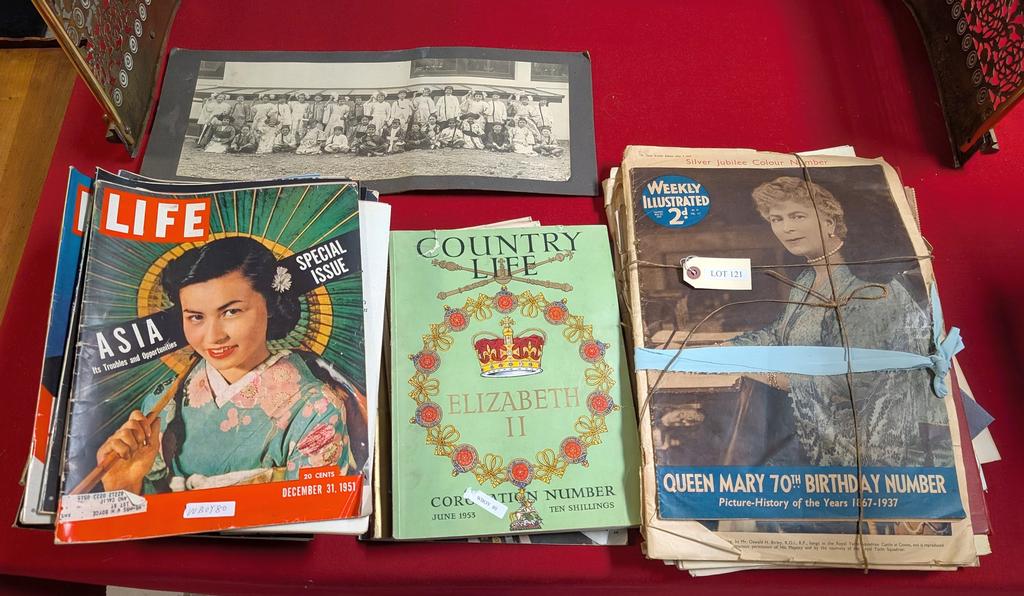 LIFE
SPECIAL
ISSUE
ASIA
Its Troubles and Opportunities
20 CENTS
DECEMBER 31, 1951
COUNTRY
LIFE
ELIZABETH
II
CORONATION NUMBER
JUNE 1953
TEN SHILLINGS
Silver Jubilee Colour Number
WEEKLY
ILLUSTRATED
2d
LOT 121
QUEEN MARY 70TH BIRTHDAY NUMBER
Picture-History of the Years 1867-1937